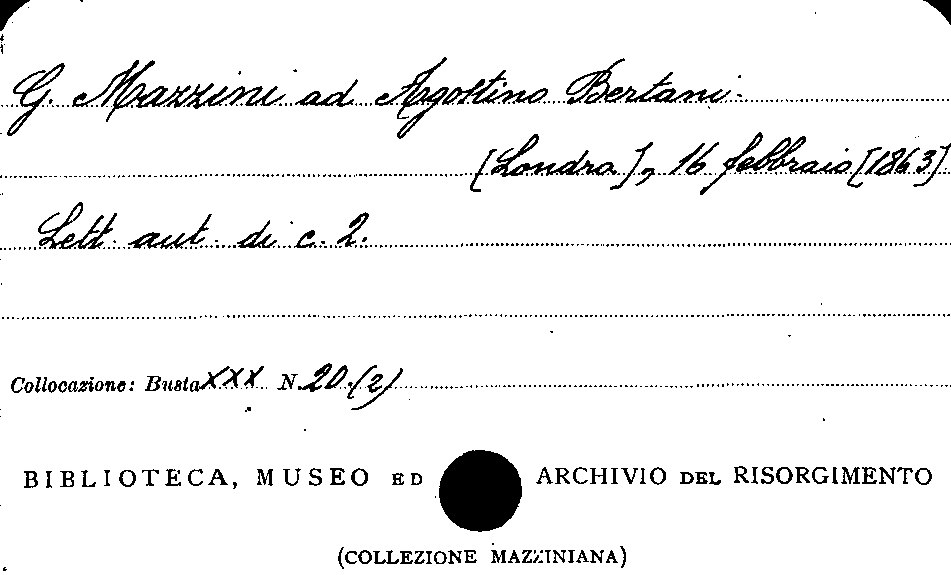 G. Mazzini ad Agostino Bertani.
[Londra], 16 febbraio [1863]
Lett. aut. di c. 2.
Collocazione: Busta XXX N. 20.(2)
BIBLIOTECA, MUSEO ED ARCHIVIO DEL RISORGIMENTO
(COLLEZIONE MAZZINIANA)